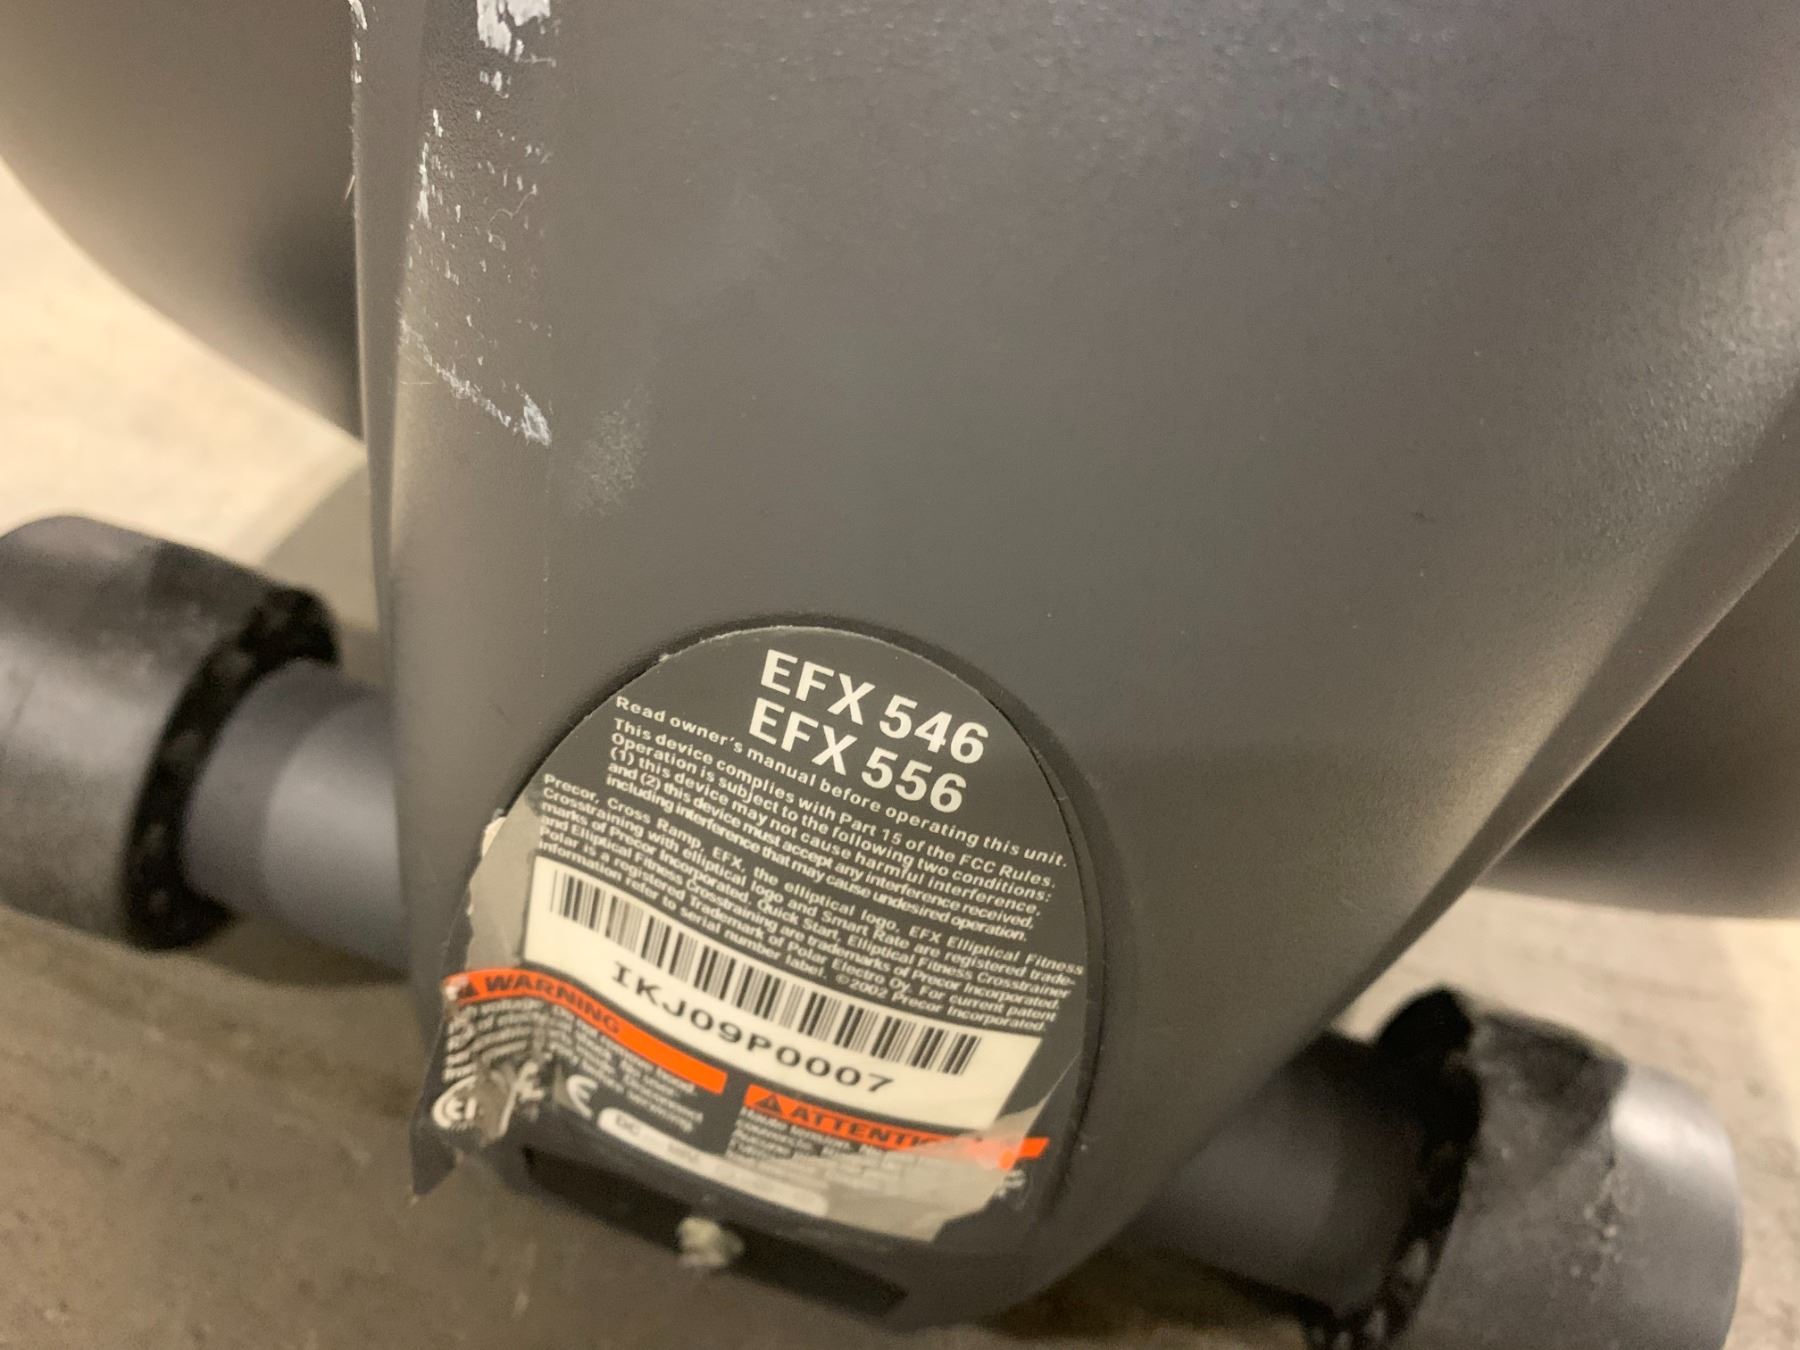 EFX 546
EFX 556
Read owner's manual before operating this unit.
This device complies with Part 15 of the FCC Rules.
Operation is subject to the following two conditions:
(1) this device may not cause harmful interference,
and (2) this device must accept any interference received,
including interference that may cause undesired operation.
Precor, Cross Ramp, EFX, the elliptical logo, EFX Elliptical Fitness
Crosstraining with elliptical logo and Smart Rate are registered trade-
marks of Precor Incorporated. Quick Start, Elliptical Fitness Crosstrainer
and Elliptical Fitness Crosstraining are trademarks of Precor Incorporated.
Polar is a registered Trademark of Polar Electro Oy. For current patent
information refer to serial number label. ©2002 Precor Incorporated.
IKJ09P0007
WARNING
ATTENTI
CE
DC